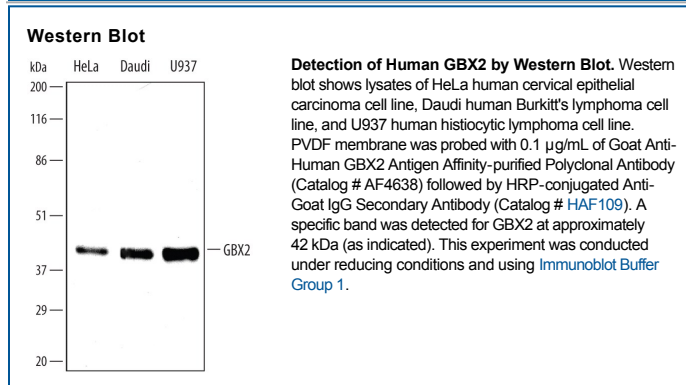 Western Blot
kDa HeLa Daudi U937
200
116
86
51
GBX2
37
29
20
Detection of Human GBX2 by Western Blot. Western
blot shows lysates of HeLa human cervical epithelial
carcinoma cell line, Daudi human Burkitt's lymphoma cell
line, and U937 human histiocytic lymphoma cell line.
PVDF membrane was probed with 0.1 µg/mL of Goat Anti-
Human GBX2 Antigen Affinity-purified Polyclonal Antibody
(Catalog # AF4638) followed by HRP-conjugated Anti-
Goat IgG Secondary Antibody (Catalog # HAF109). A
specific band was detected for GBX2 at approximately
42 kDa (as indicated). This experiment was conducted
under reducing conditions and using Immunoblot Buffer
Group 1.